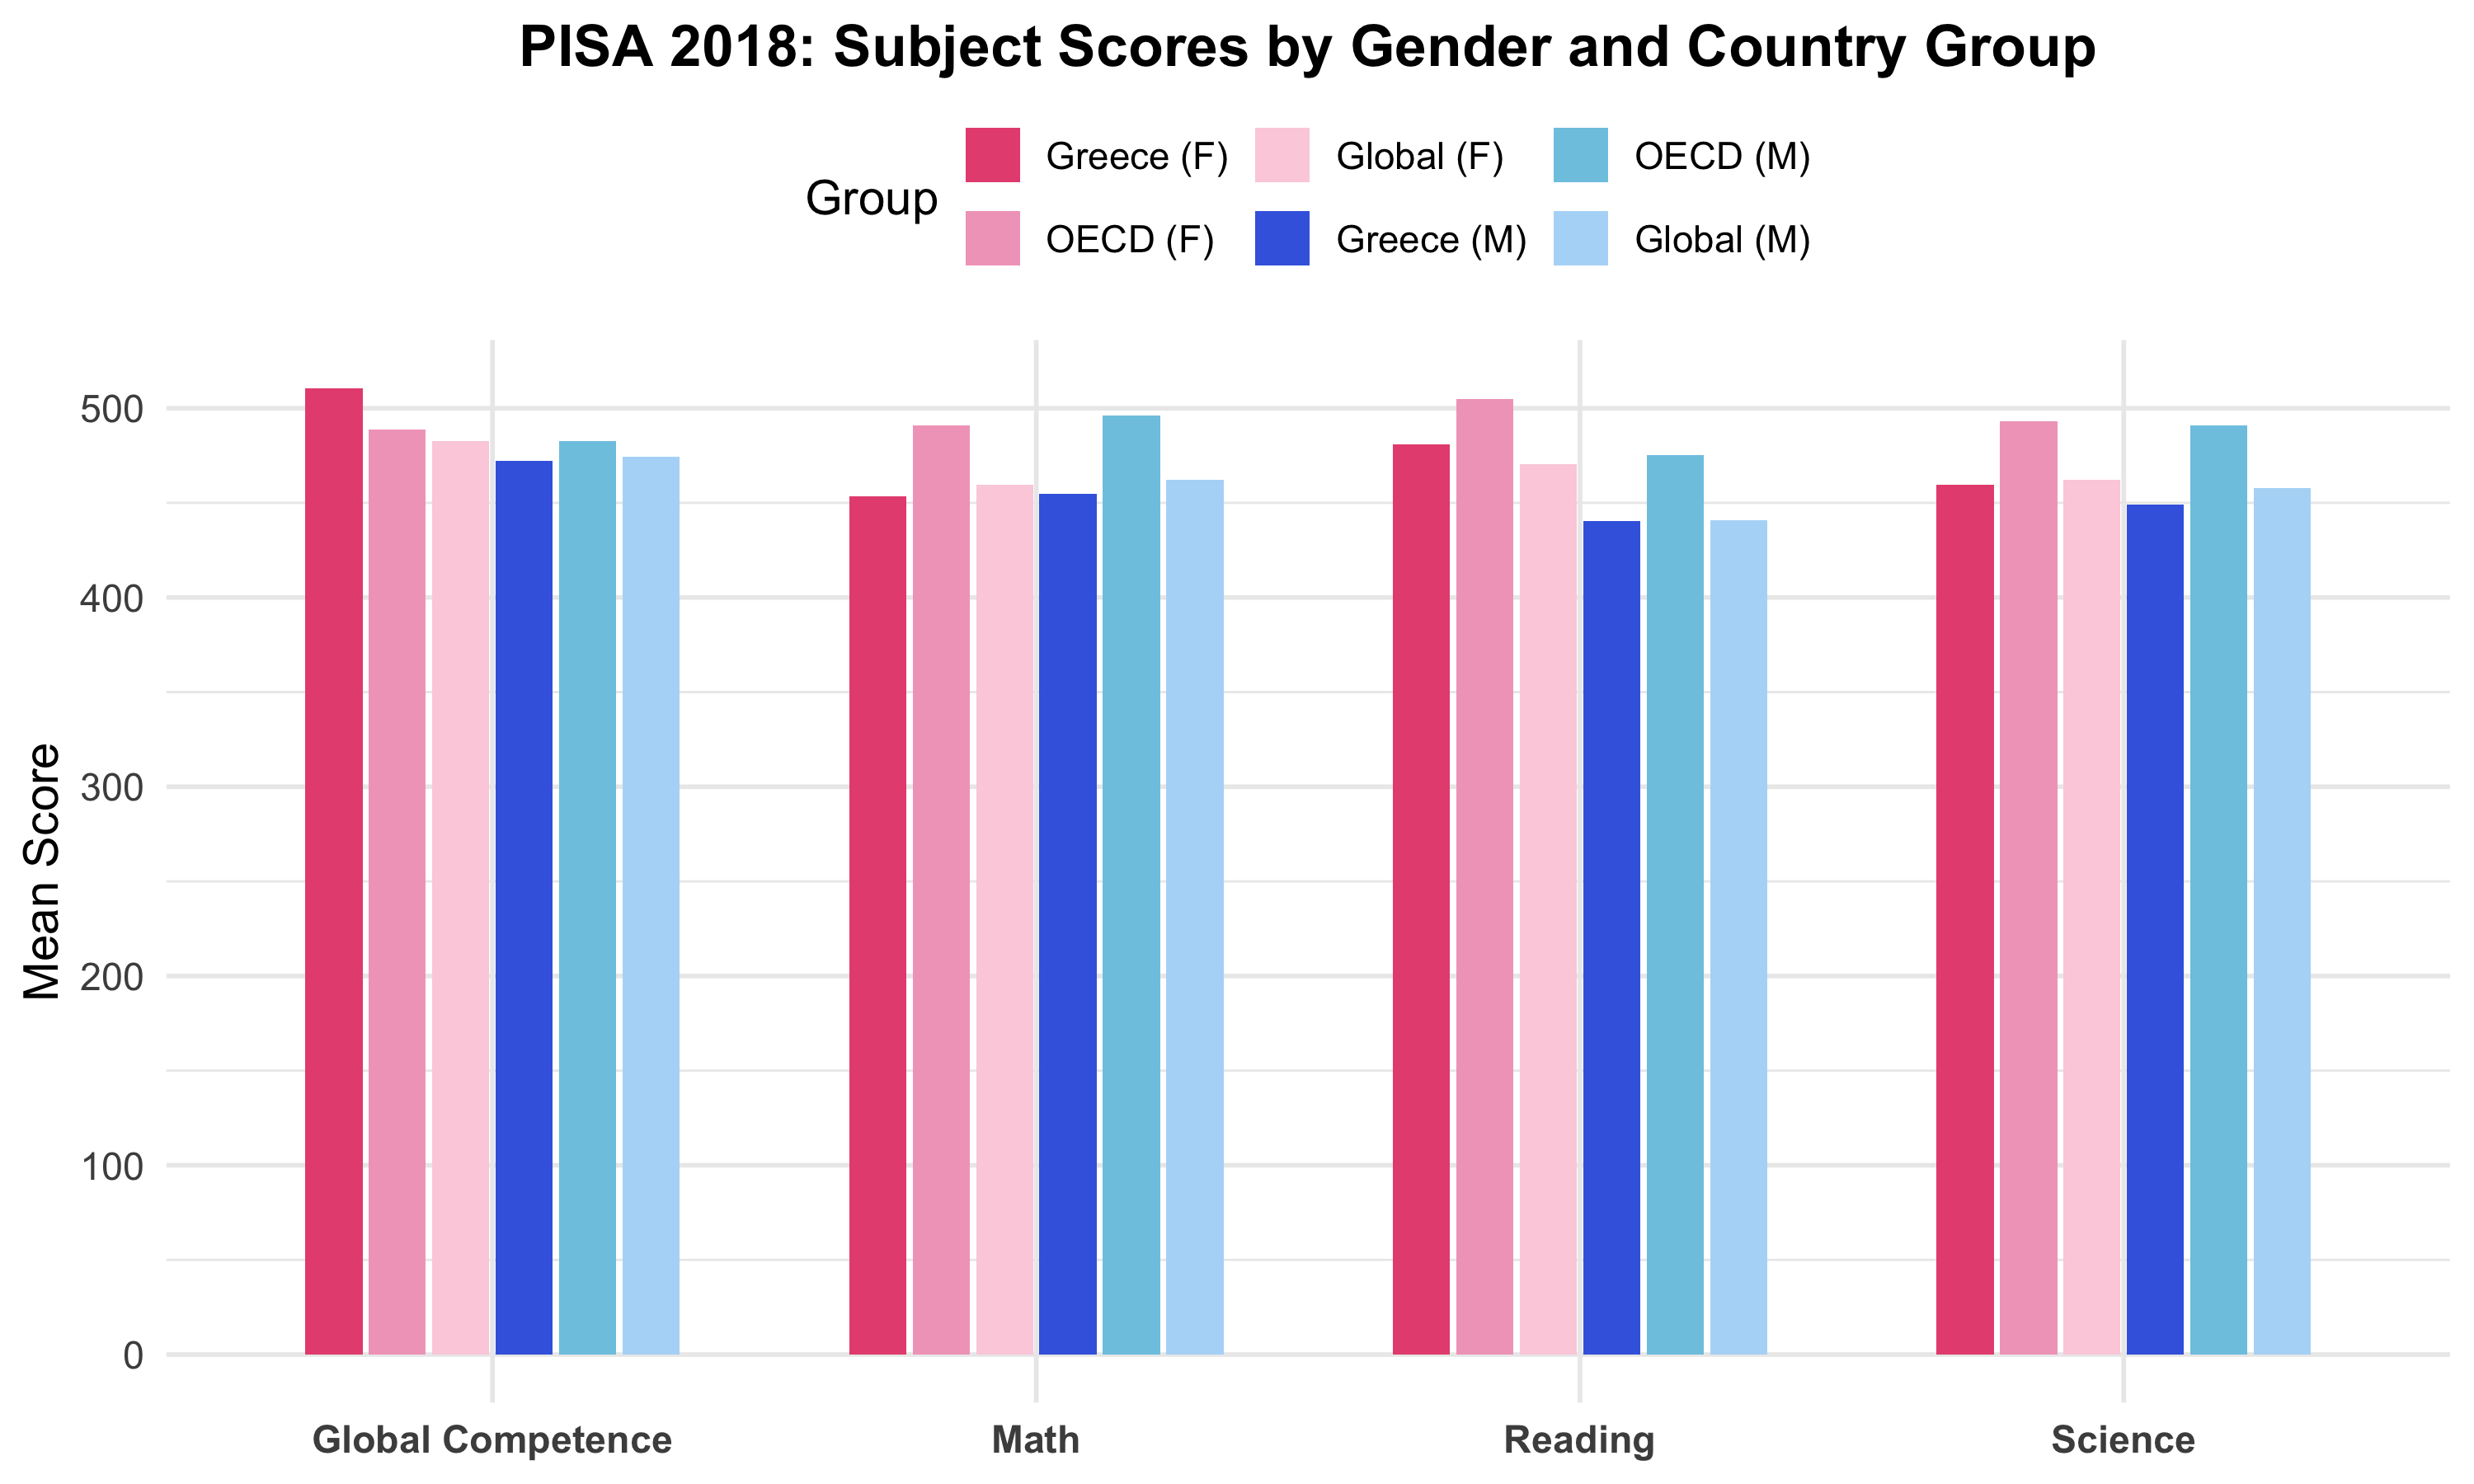 PISA 2018: Subject Scores by Gender and Country Group
Group
Greece (F)
Global (F)
OECD (M)
OECD (F)
Greece (M)
Global (M)
Mean Score
500
400
300
200
100
0
Global Competence
Math
Reading
Science